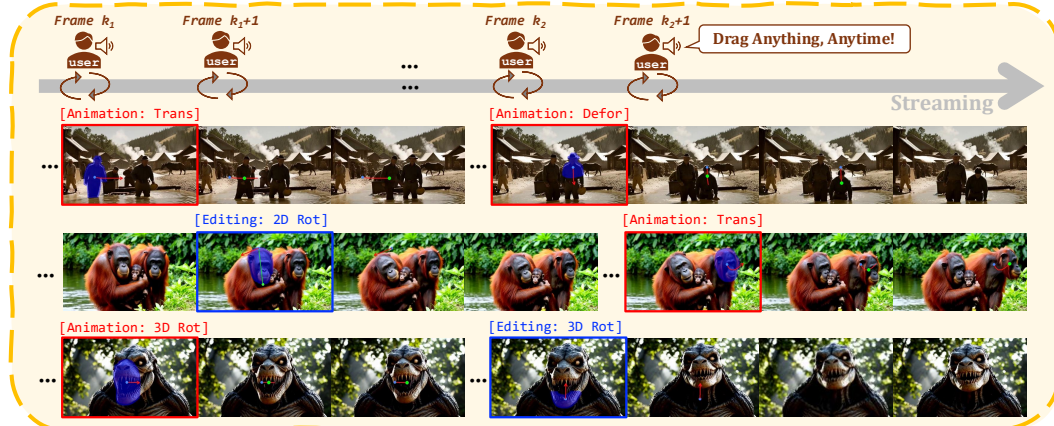 Frame k₁
Frame k₁+1
Frame k₂
Frame k₂+1
user
user
user
user
Drag Anything, Anytime!
...
...
Streaming
[Animation: Trans]
[Animation: Defor]
...
...
[Editing: 2D Rot]
[Animation: Trans]
...
...
[Animation: 3D Rot]
[Editing: 3D Rot]
...
...